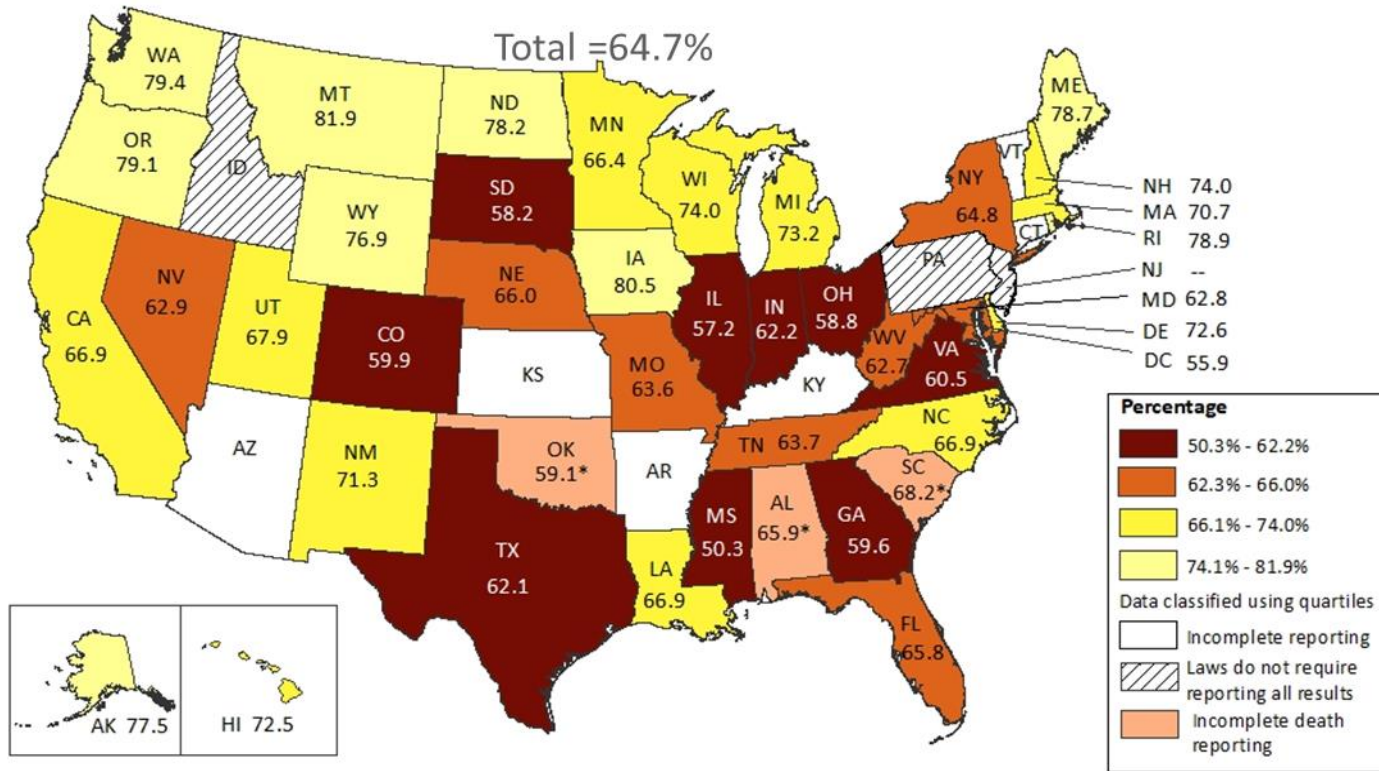 Total =64.7%
WA
79.4
MT
81.9
ND
78.2
MN
66.4
ME
78.7
OR
79.1
ID
SD
58.2
WI
74.0
MI
73.2
NY
64.8
VT
NH 74.0
MA 70.7
RI 78.9
CT
NJ --
MD 62.8
DE 72.6
DC 55.9
WY
76.9
IA
80.5
NE
66.0
PA
NV
62.9
UT
67.9
CO
59.9
IL
57.2
IN
62.2
OH
58.8
WV
62.7
VA
60.5
CA
66.9
KS
MO
63.6
KY
AZ
NM
71.3
OK
59.1*
AR
TN 63.7
NC
66.9
SC
68.2*
MS
50.3
AL
65.9*
GA
59.6
TX
62.1
LA
66.9
FL
65.8
AK 77.5
HI 72.5
Percentage
50.3% - 62.2%
62.3% - 66.0%
66.1% - 74.0%
74.1% - 81.9%
Data classified using quartiles
Incomplete reporting
Laws do not require
reporting all results
Incomplete death
reporting